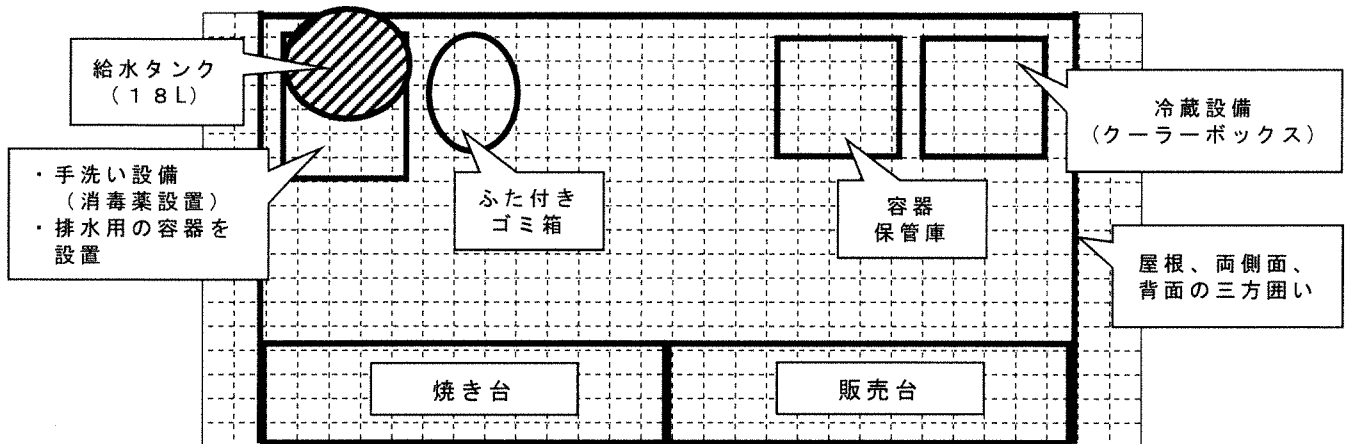 給水タンク
（１８L）
・手洗い設備
（消毒薬設置）
・排水用の容器を
設置
ふた付き
ゴミ箱
容器
保管庫
冷蔵設備
（クーラーボックス）
屋根、両側面、
背面の三方囲い
焼き台
販売台